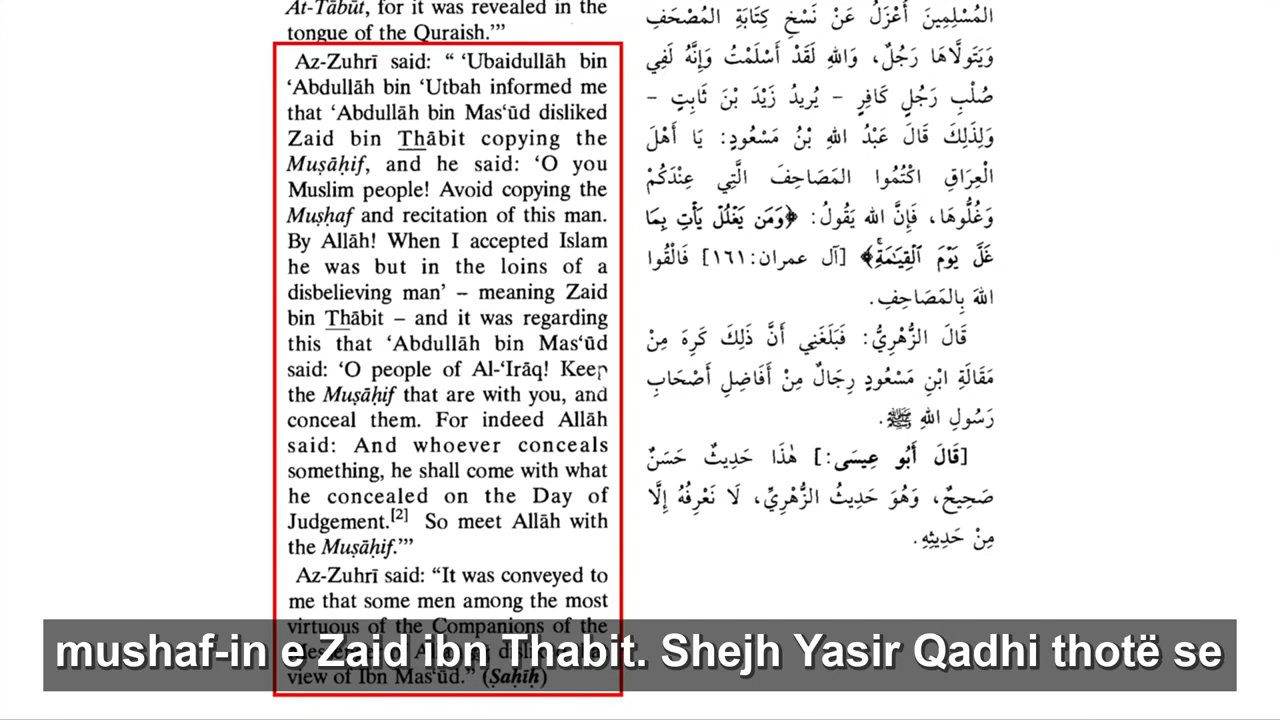 At-Tābūt, for it was revealed in the
tongue of the Quraish.'"
Az-Zuhrī said: " 'Ubaidullāh bin
'Abdullāh bin 'Utbah informed me
that 'Abdullāh bin Mas'ūd disliked
Zaid bin Thābit copying the
Muṣāḥif, and he said: 'O you
Muslim people! Avoid copying the
Muṣḥaf and recitation of this man.
By Allāh! When I accepted Islam
he was but in the loins of a
disbelieving man' – meaning Zaid
bin Thābit – and it was regarding
this that 'Abdullāh bin Mas'ūd
said: 'O people of Al-'Irāq! Keep
the Muṣāḥif that are with you, and
conceal them. For indeed Allāh
said: And whoever conceals
something, he shall come with what
he concealed on the Day of
Judgement.[2] So meet Allāh with
the Muṣāḥif.'"
Az-Zuhrī said: "It was conveyed to
me that some men among the most
virtuous of the Companions of the
view of Ibn Mas'ūd." (Ṣaḥīḥ)
المُسْلِمِينَ أَعْزَلُ عَنْ نَسْخِ كِتَابَةِ المُصْحَفِ
وَيَتَوَلَّاهَا رَجُلٌ، وَاللهِ لَقَدْ أَسْلَمْتُ وَإِنَّهُ لَفِي
صُلْبِ رَجُلٍ كَافِرٍ – يُرِيدُ زَيْدَ بْنَ ثَابِتٍ –
وَلِذَلِكَ قَالَ عَبْدُ اللهِ بْنُ مَسْعُودٍ: يَا أَهْلَ
الْعِرَاقِ اكْتُمُوا المَصَاحِفَ الَّتِي عِنْدَكُمْ
وَغُلُّوهَا، فَإِنَّ الله يَقُولُ: ﴿وَمَن يَغْلُلْ يَأْتِ بِمَا
غَلَّ يَوْمَ الْقِيَٰمَةِ﴾ [آل عمران:١٦١] فَالْقُوا
اللهَ بِالمَصَاحِفِ.
قَالَ الزُّهْرِيُّ: فَبَلَغَنِي أَنَّ ذَلِكَ كَرِهَ مِنْ
مَقَالَةِ ابْنِ مَسْعُودٍ رِجَالٌ مِنْ أَفَاضِلِ أَصْحَابِ
رَسُولِ اللهِ ﷺ.
[قَالَ أَبُو عِيسَى:] هٰذَا حَدِيثٌ حَسَنٌ
صَحِيحٌ، وَهُوَ حَدِيثُ الزُّهْرِيِّ، لَا نَعْرِفُهُ إِلَّا
مِنْ حَدِيثِهِ.
mushaf-in e Zaid ibn Thabit. Shejh Yasir Qadhi thotë se